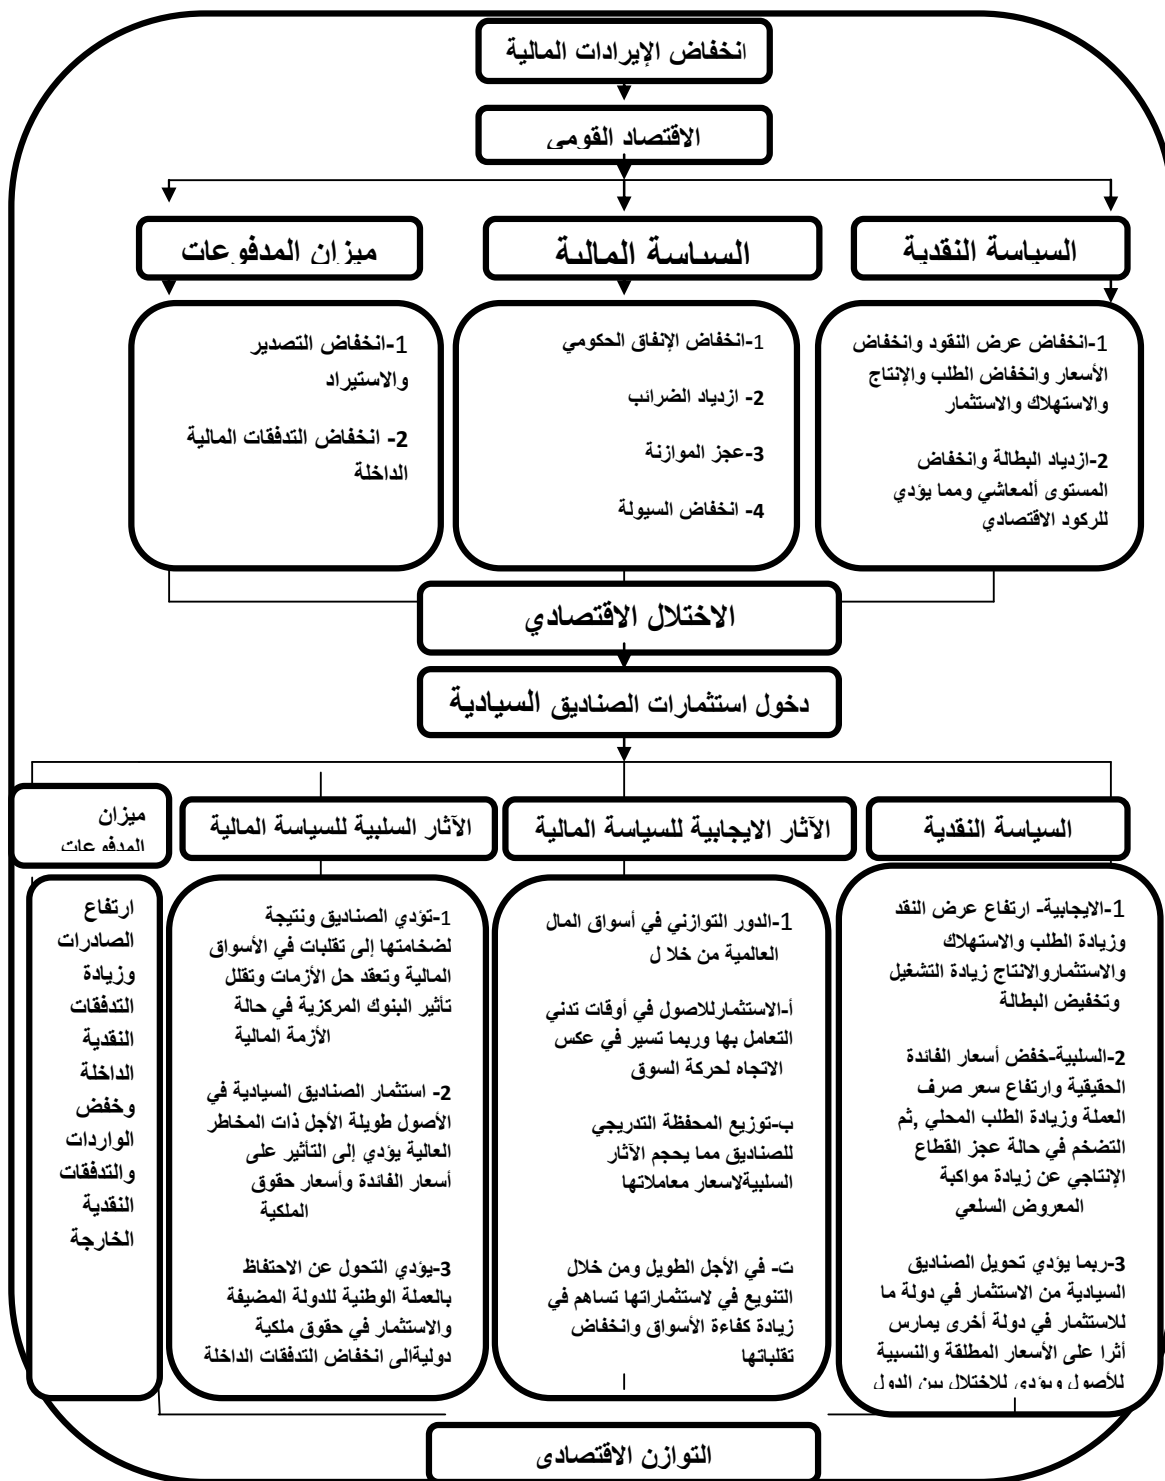 انخفاض الإيرادات المالية
الاقتصاد القومي
السياسة النقدية
السياسة المالية
ميزان المدفوعات
1-انخفاض عرض النقود وانخفاض
الأسعار وانخفاض الطلب والإنتاج
والاستهلاك والاستثمار
2-ازدياد البطالة وانخفاض
المستوى ألمعاشي ومما يؤدي
للركود الاقتصادي
1-انخفاض الإنفاق الحكومي
2- ازدياد الضرائب
3-عجز الموازنة
4- انخفاض السيولة
1-انخفاض التصدير
والاستيراد
2- انخفاض التدفقات المالية
الداخلة
الاختلال الاقتصادي
دخول استثمارات الصناديق السيادية
السياسة النقدية
الآثار الايجابية للسياسة المالية
الآثار السلبية للسياسة المالية
ميزان
المدفوعات
1-الايجابية- ارتفاع عرض النقد
وزيادة الطلب والاستهلاك
والاستثماروالانتاج زيادة التشغيل
وتخفيض البطالة
2-السلبية-خفض أسعار الفائدة
الحقيقية وارتفاع سعر صرف
العملة وزيادة الطلب المحلي ,ثم
التضخم في حالة عجز القطاع
الإنتاجي عن زيادة مواكبة
المعروض السلعي
3-ربما يؤدي تحويل الصناديق
السيادية من الاستثمار في دولة ما
للاستثمار في دولة أخرى يمارس
أثرا على الأسعار المطلقة والنسبية
للأصول ويؤدي للاختلال بين الدول
1-الدور التوازني في أسواق المال
العالمية من خلا ل
أ-الاستثمارللاصول في أوقات تدني
التعامل بها وربما تسير في عكس
الاتجاه لحركة السوق
ب-توزيع المحفظة التدريجي
للصناديق مما يحجم الآثار
السلبيةلاسعار معاملاتها
ت- في الأجل الطويل ومن خلال
التنويع في لاستثماراتها تساهم في
زيادة كفاءة الأسواق وانخفاض
تقلباتها
1-تؤدي الصناديق ونتيجة
لضخامتها إلى تقلبات في الأسواق
المالية وتعقد حل الأزمات وتقلل
تأثير البنوك المركزية في حالة
الأزمة المالية
2- استثمار الصناديق السيادية في
الأصول طويلة الأجل ذات المخاطر
العالية يؤدي إلى التأثير على
أسعار الفائدة وأسعار حقوق
الملكية
3-يؤدي التحول عن الاحتفاظ
بالعملة الوطنية للدولة المضيفة
والاستثمار في حقوق ملكية
دوليةالى انخفاض التدفقات الداخلة
ارتفاع
الصادرات
وزيادة
التدفقات
النقدية
الداخلة
وخفض
الواردات
والتدفقات
النقدية
الخارجة
التوازن الاقتصادي